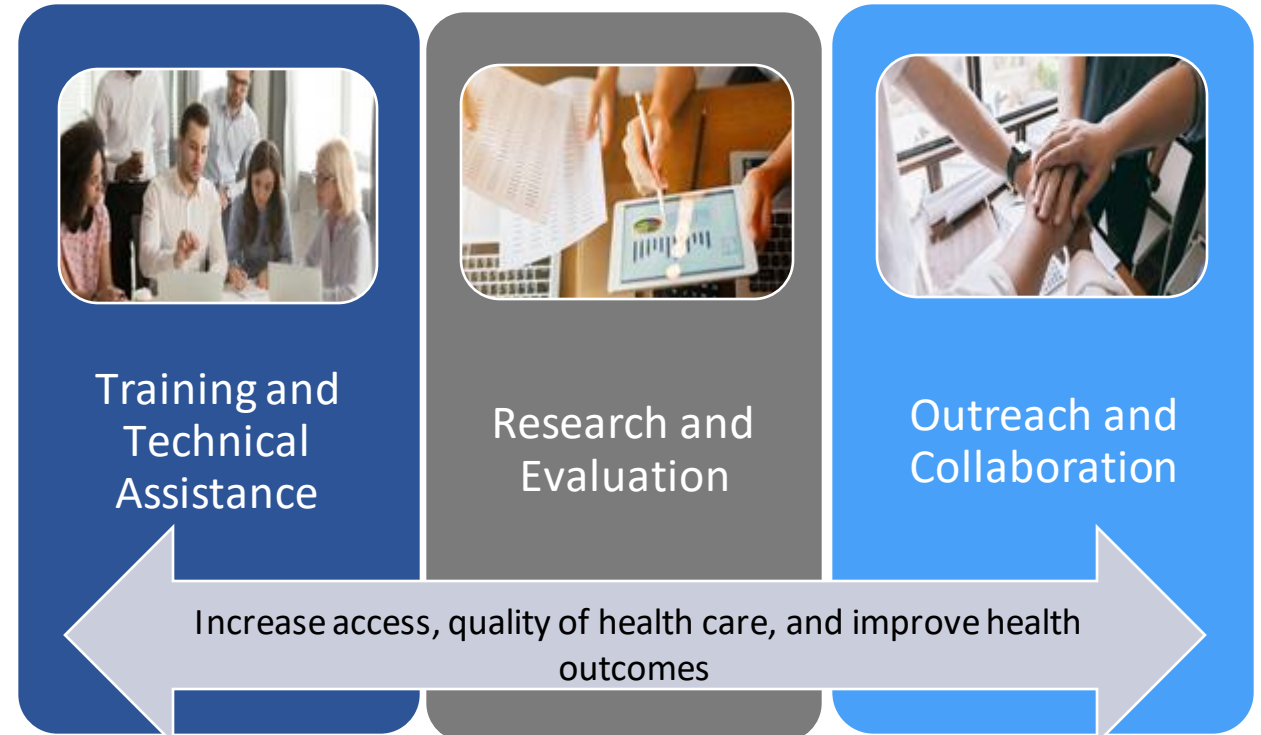 Training and
Technical
Assistance
Research and
Evaluation
Outreach and
Collaboration
Increase access, quality of health care, and improve health
outcomes